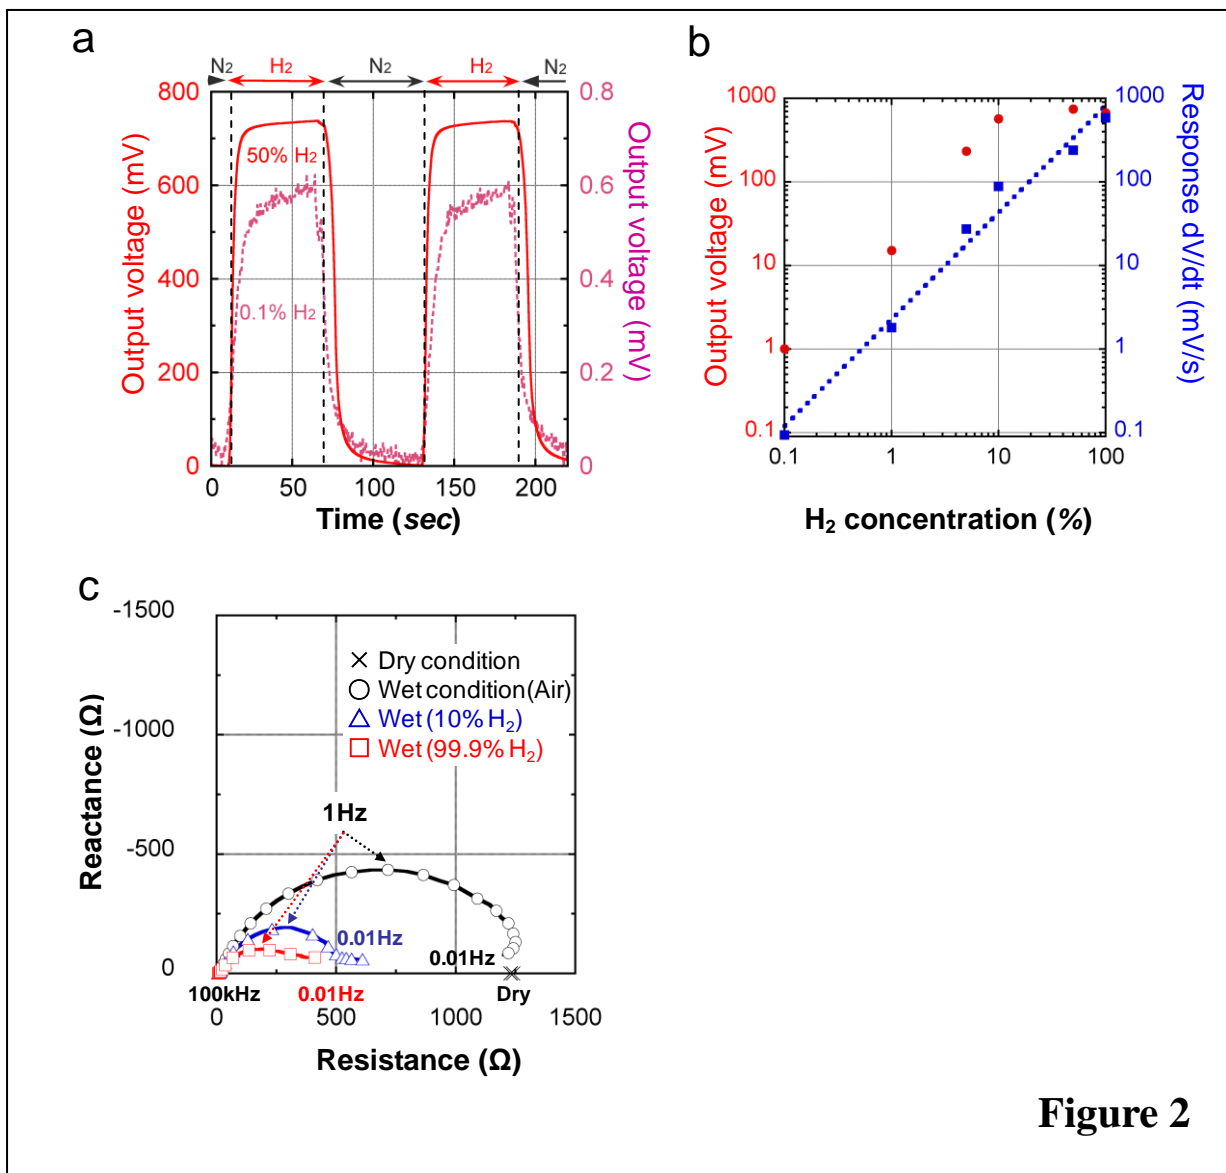 a
N2 H2 N2 H2 N2
800
600
400
200
0
0.8
0.6
0.4
0.2
0
Output voltage (mV)
Output voltage (mV)
50% H2
0.1% H2
0 50 100 150 200
Time (sec)
b
1000
100
10
1
0.1
1000
100
10
1
0.1
Output voltage (mV)
Response dV/dt (mV/s)
0.1 1 10 100
H2 concentration (%)
c
-1500
-1000
-500
0
Reactance (Ω)
Dry condition
Wet condition (Air)
Wet (10% H2)
Wet (99.9% H2)
1Hz
0.01Hz
0.01Hz
100kHz
0.01Hz
Dry
0 500 1000 1500
Resistance (Ω)
Figure 2